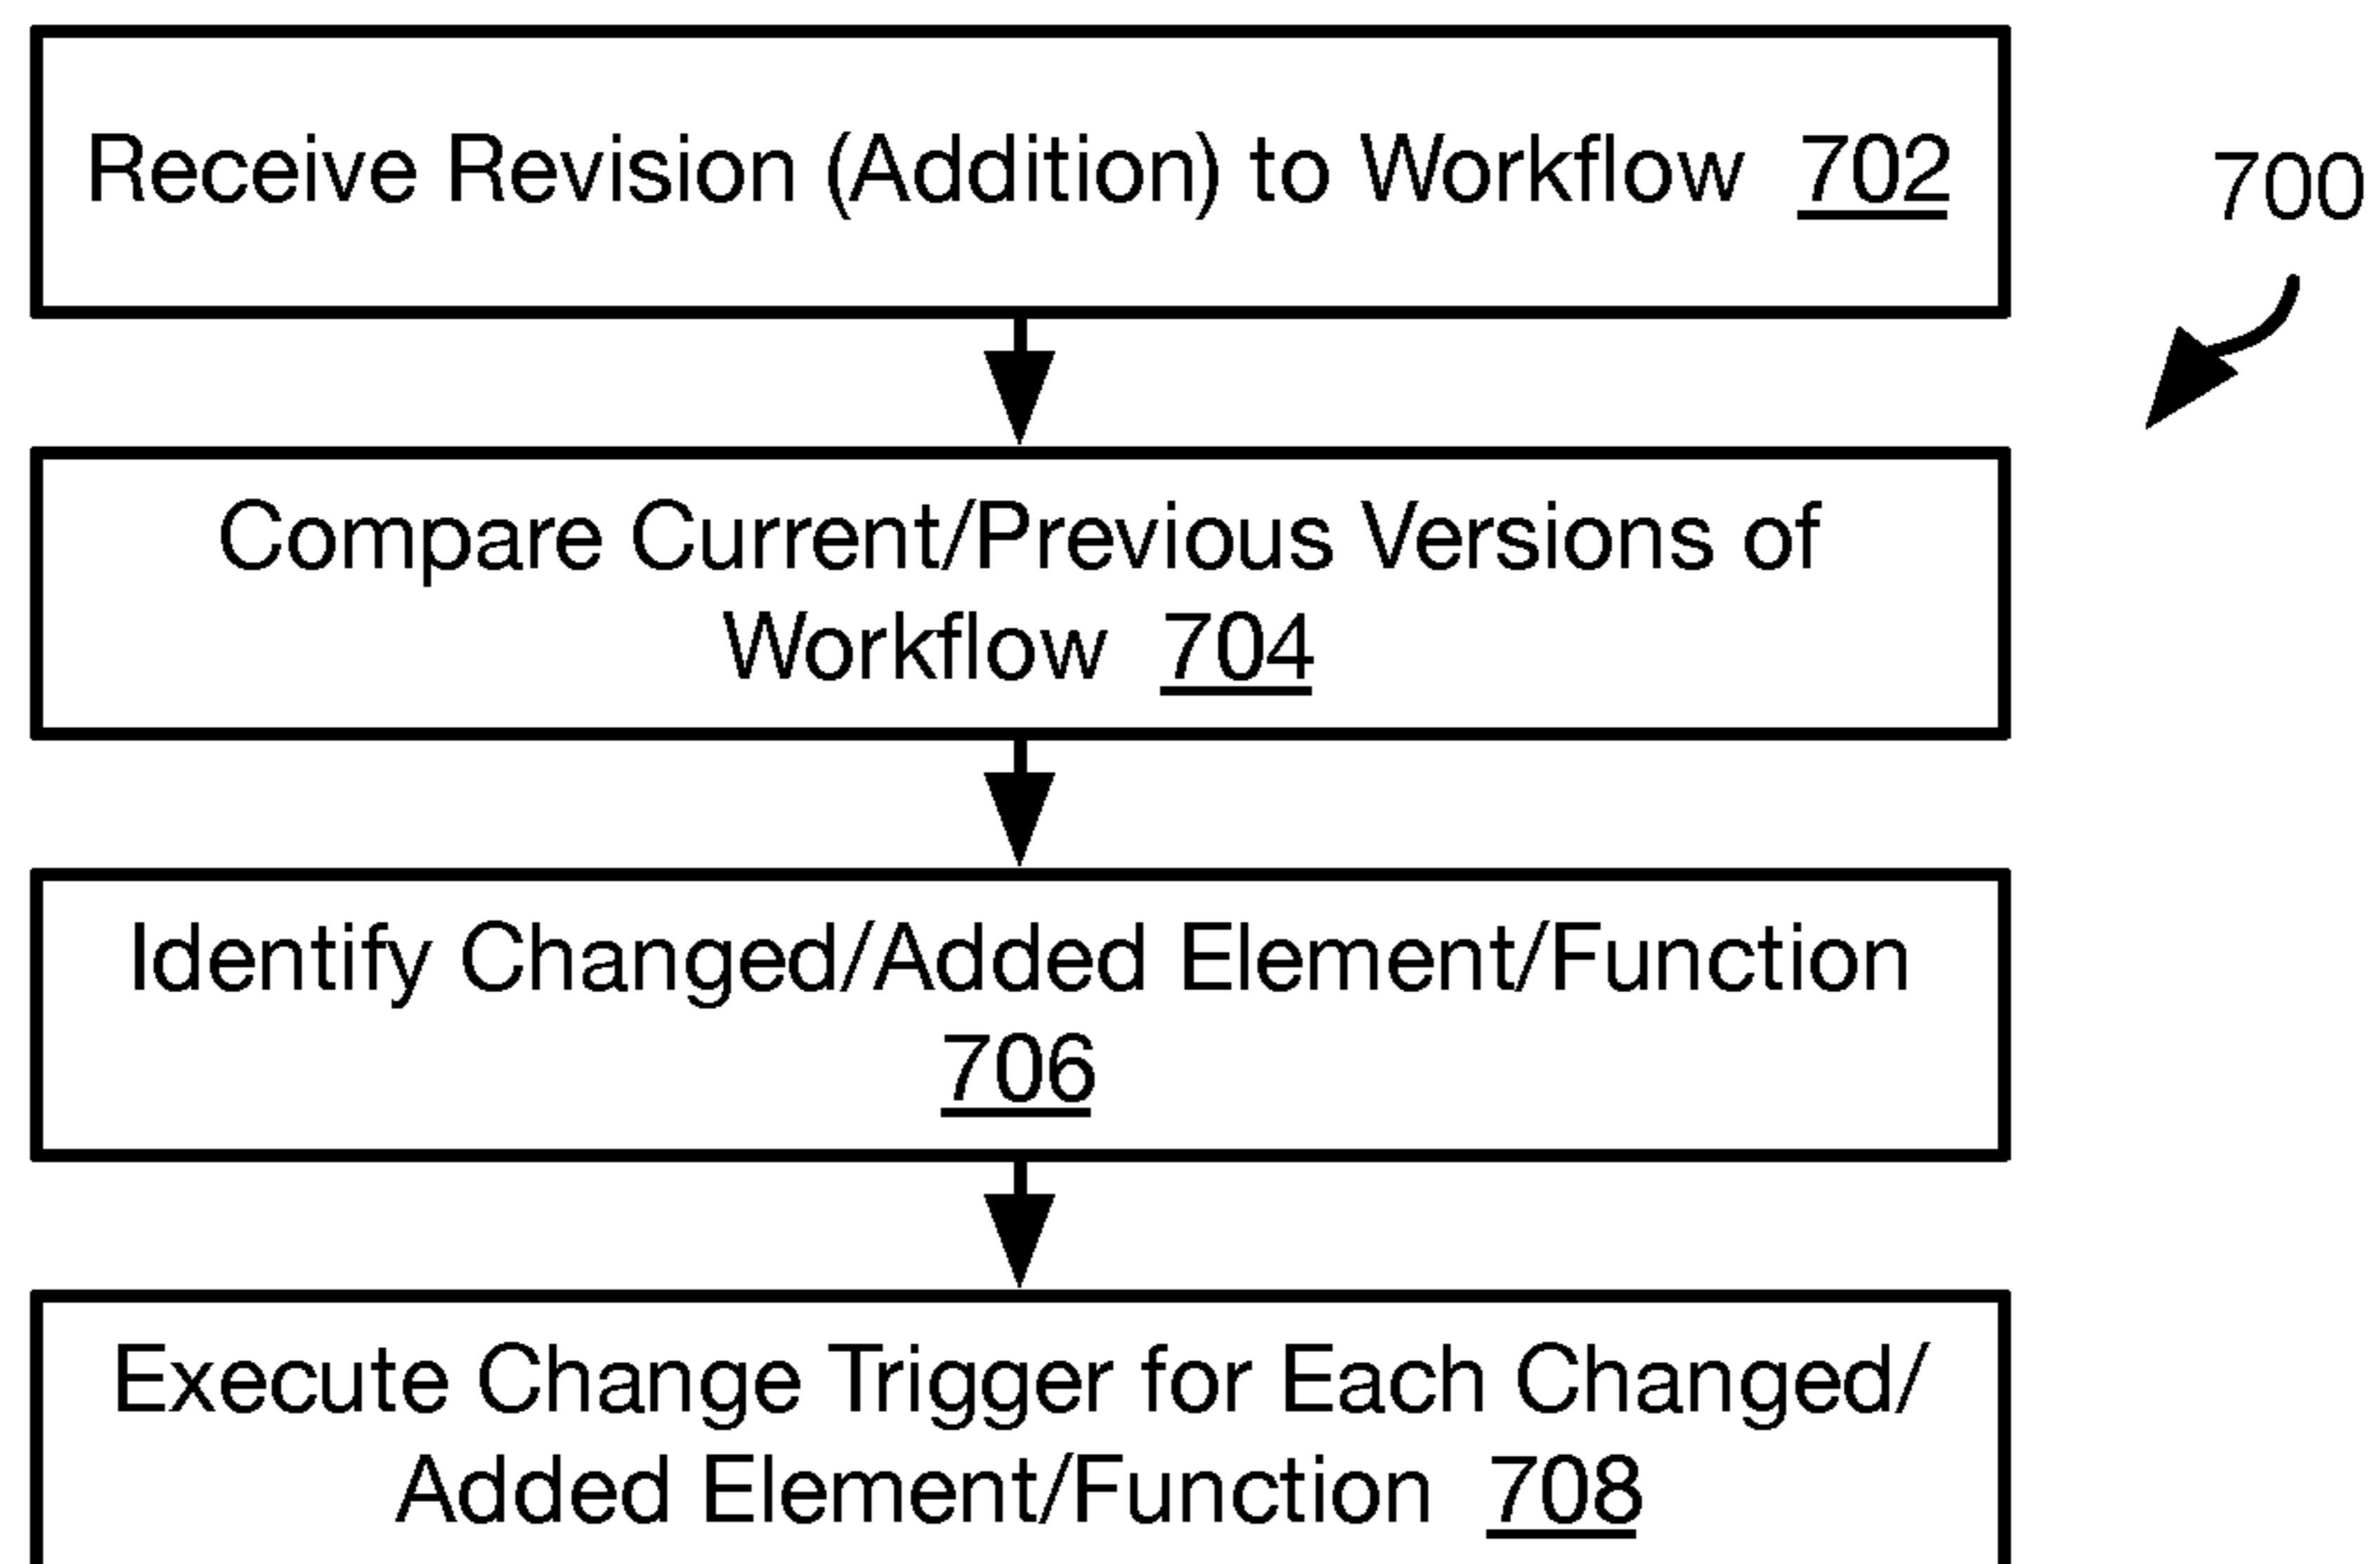 Receive Revision (Addition) to Workflow 702
700
Compare Current/Previous Versions of
Workflow 704
Identify Changed/Added Element/Function
706
Execute Change Trigger for Each Changed/
Added Element/Function 708